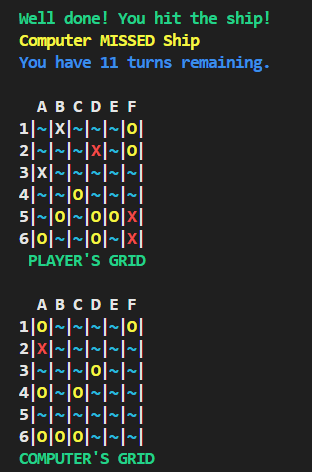 Well done! You hit the ship!
Computer MISSED Ship
You have 11 turns remaining.
A B C D E F
1|~|X|~|~|~|O|
2|~|~|~|X|~|O|
3|X|~|~|~|~|~|
4|~|~|O|~|~|~|
5|~|O|~|O|O|X|
6|O|~|~|O|~|X|
PLAYER'S GRID
A B C D E F
1|O|~|~|~|~|O|
2|X|~|~|~|~|~|
3|~|~|~|O|~|~|
4|O|~|O|~|~|~|
5|~|~|~|~|~|~|
6|O|O|O|~|~|~|
COMPUTER'S GRID